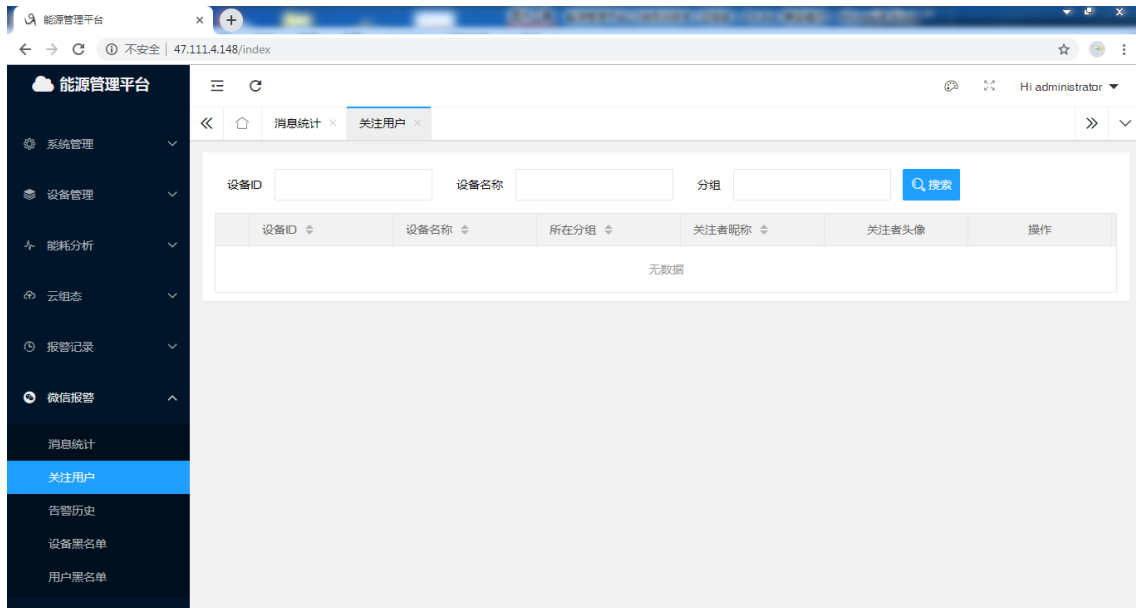 能源管理平台
不安全 | 47.111.4.148/index
能源管理平台
Hi administrator
消息统计 关注用户
系统管理
设备管理
能耗分析
云组态
报警记录
微信报警
消息统计
关注用户
告警历史
设备黑名单
用户黑名单
设备ID 设备名称 分组 搜索
设备ID 设备名称 所在分组 关注者昵称 关注者头像 操作
无数据